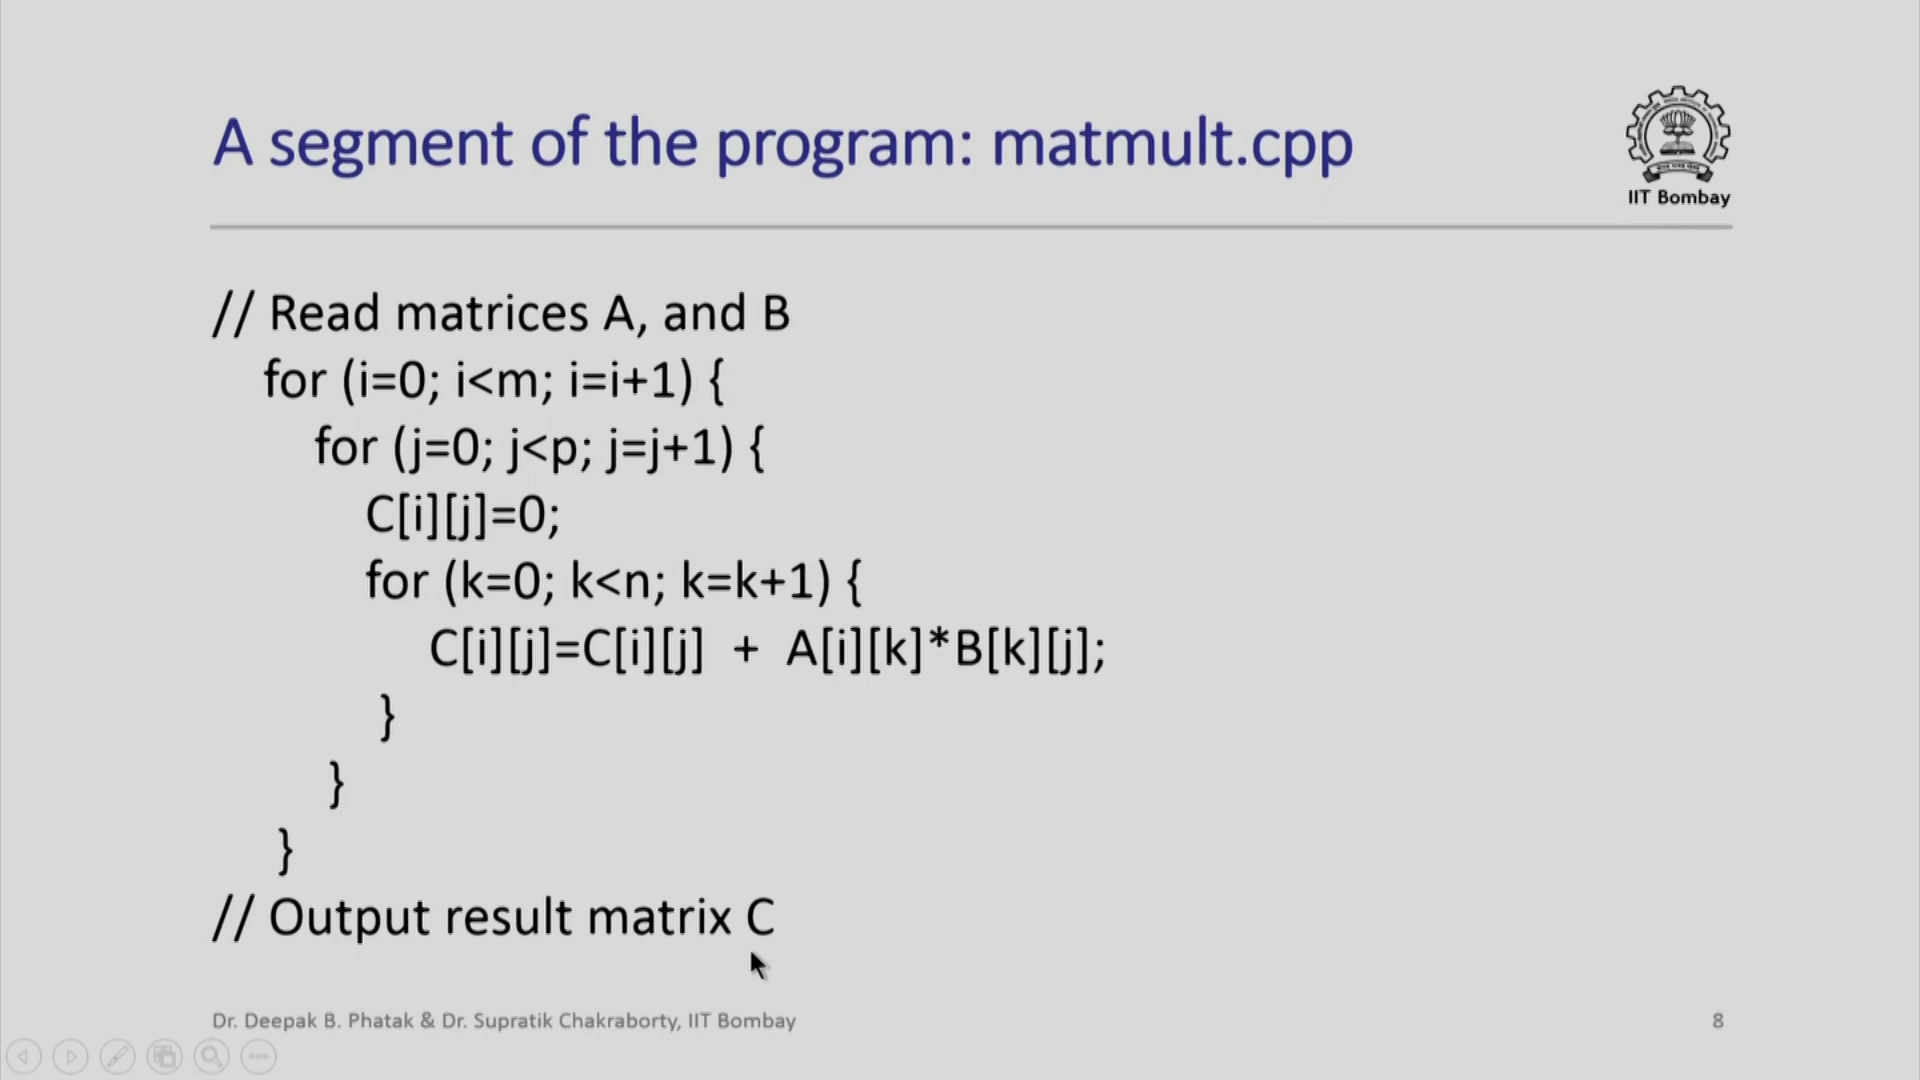 A segment of the program: matmult.cpp
IIT Bombay
// Read matrices A, and B
for (i=0; i<m; i=i+1) {
for (j=0; j<p; j=j+1) {
C[i][j]=0;
for (k=0; k<n; k=k+1) {
C[i][j]=C[i][j] + A[i][k]*B[k][j];
}
}
}
// Output result matrix C
Dr. Deepak B. Phatak & Dr. Supratik Chakraborty, IIT Bombay
8